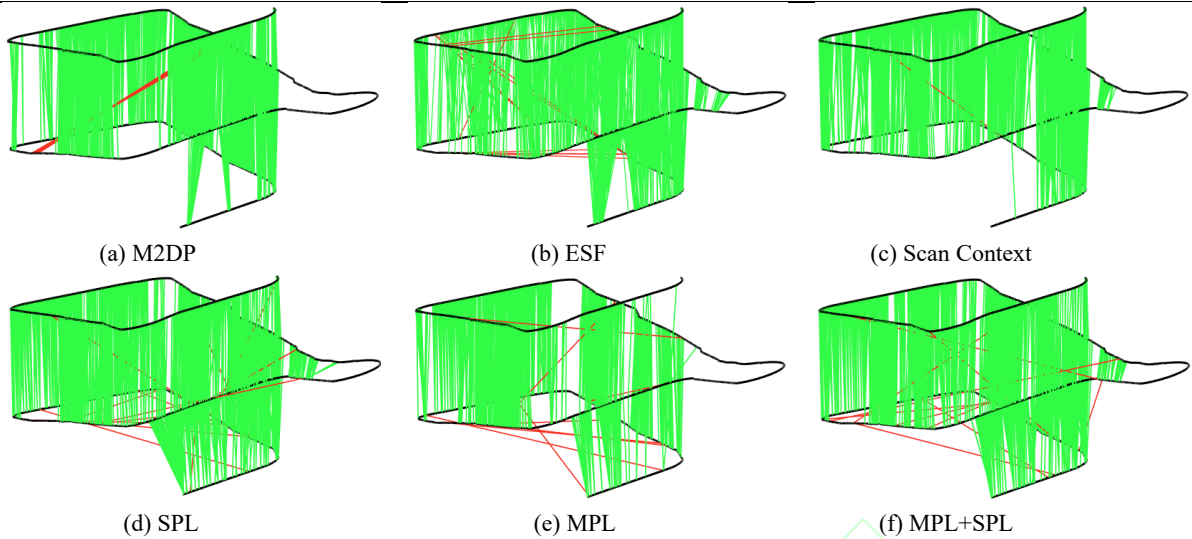 (a) M2DP
(b) ESF
(c) Scan Context
(d) SPL
(e) MPL
(f) MPL+SPL